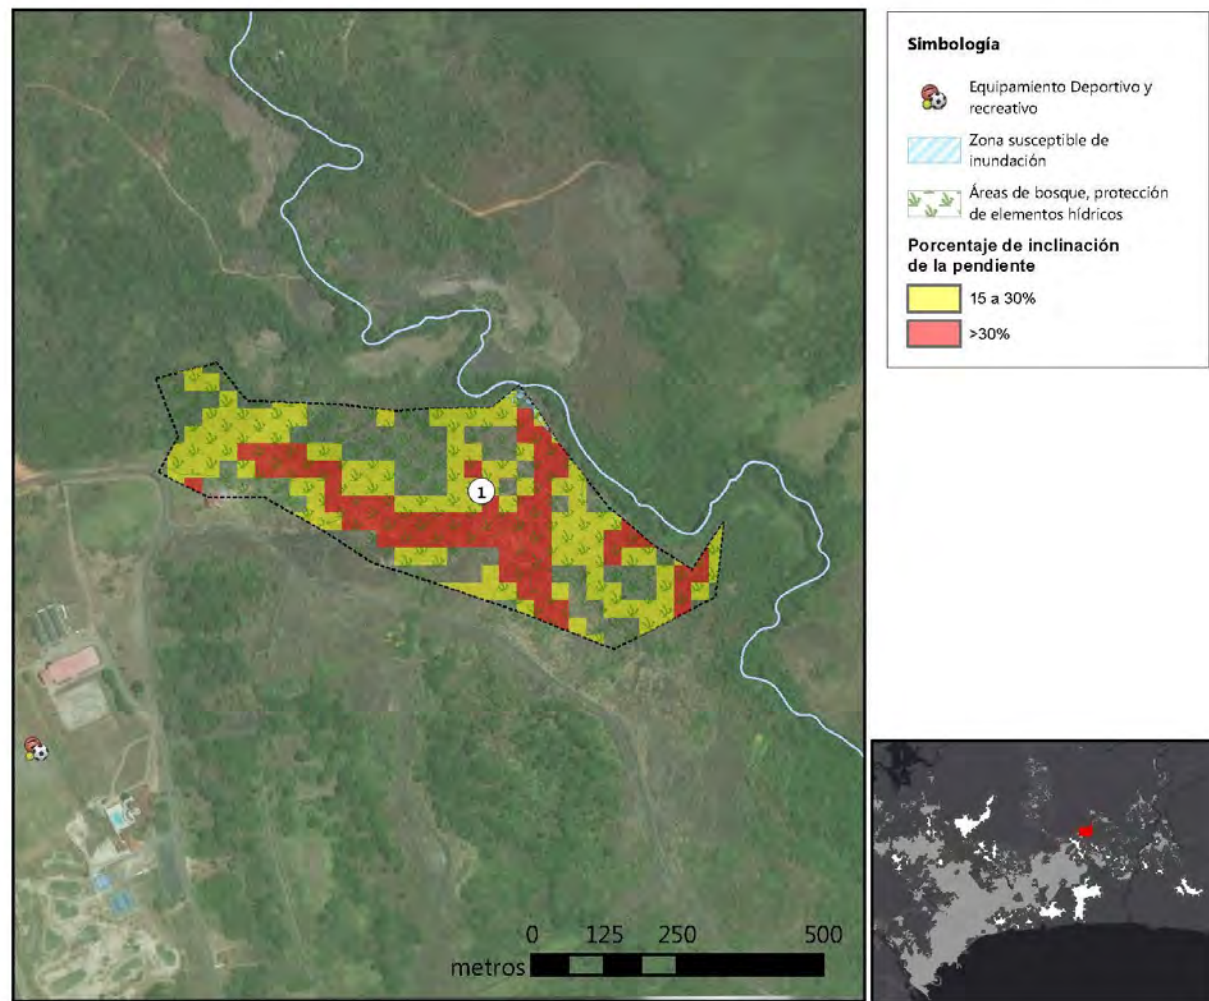 1
0 125 250 500
metros
Simbología
Equipamiento Deportivo y
recreativo
Zona susceptible de
inundación
Áreas de bosque, protección
de elementos hídricos
Porcentaje de inclinación
de la pendiente
15 a 30%
>30%